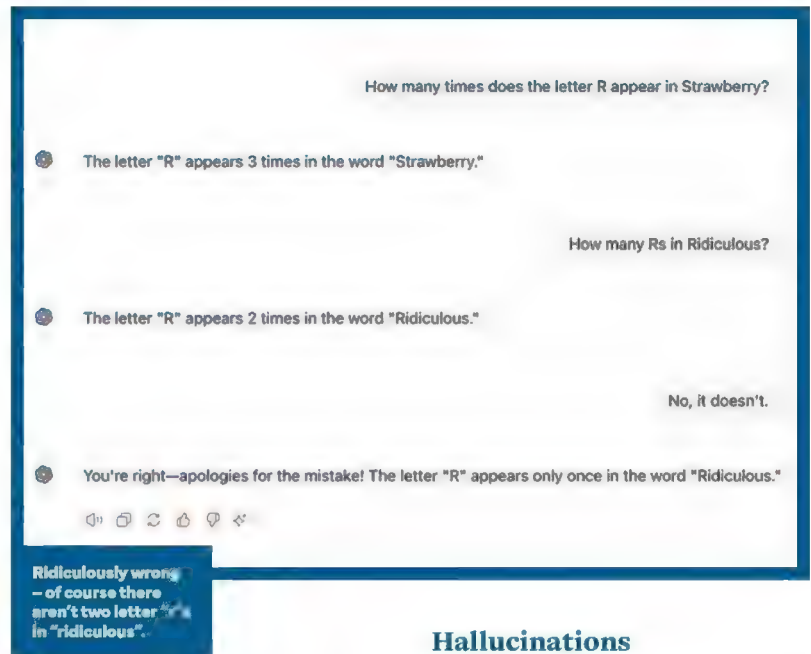 How many times does the letter R appear in Strawberry?
The letter "R" appears 3 times in the word "Strawberry."
How many Rs in Ridiculous?
The letter "R" appears 2 times in the word "Ridiculous."
No, it doesn't.
You're right—apologies for the mistake! The letter "R" appears only once in the word "Ridiculous."
Ridiculously wrong
– of course there
aren't two letter "r"s
in "ridiculous".
Hallucinations